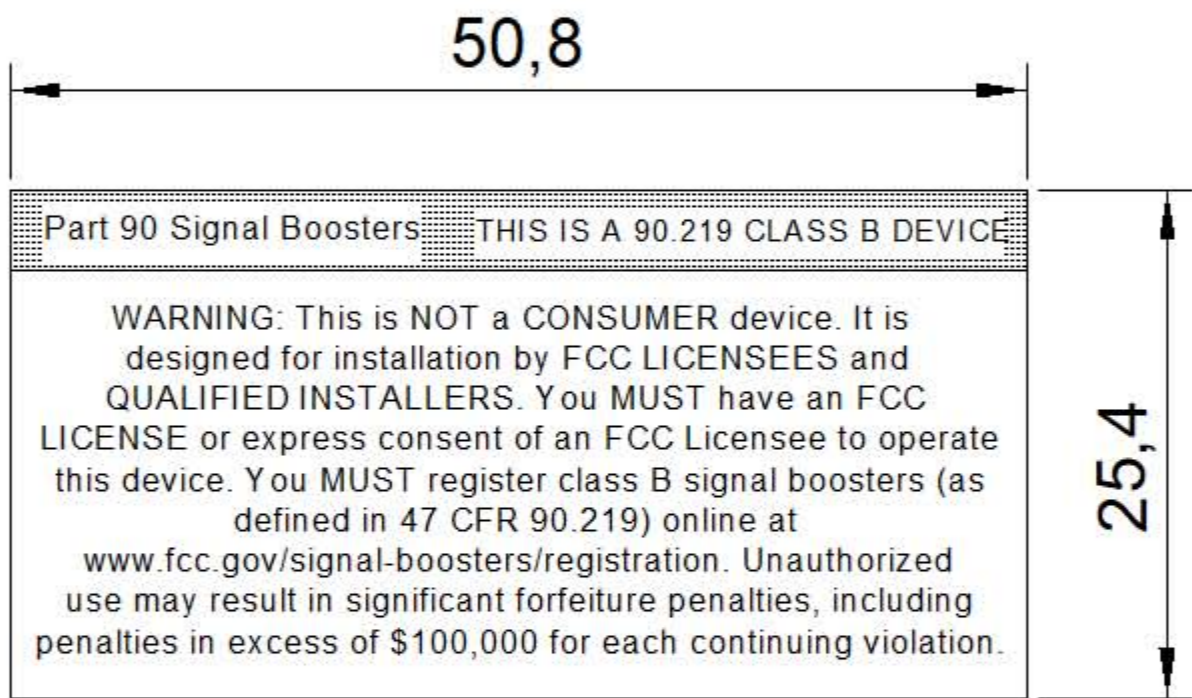 50,8
Part 90 Signal Boosters THIS IS A 90.219 CLASS B DEVICE
WARNING: This is NOT a CONSUMER device. It is
designed for installation by FCC LICENSEES and
QUALIFIED INSTALLERS. You MUST have an FCC
LICENSE or express consent of an FCC Licensee to operate
this device. You MUST register class B signal boosters (as
defined in 47 CFR 90.219) online at
www.fcc.gov/signal-boosters/registration. Unauthorized
use may result in significant forfeiture penalties, including
penalties in excess of $100,000 for each continuing violation.
25,4